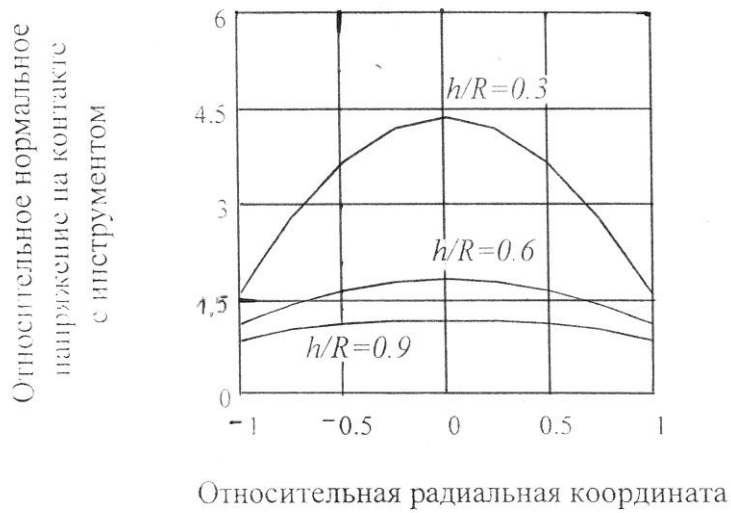 Относительное нормальное
напряжение на контакте
с инструментом
6
4.5
3
1,5
0
h/R=0.3
h/R=0.6
h/R=0.9
-1
-0.5
0
0.5
1
Относительная радиальная координата